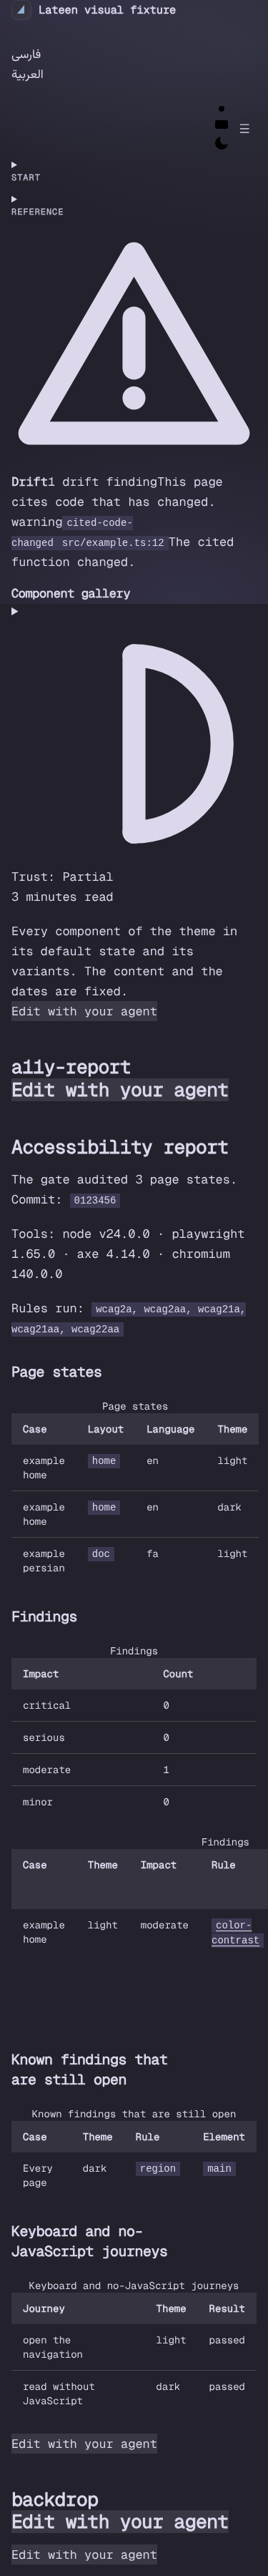 Lateen visual fixture
فارسی
العربية
START
REFERENCE
Drift1 drift findingThis page
cites code that has changed.
warning cited-code-
changed src/example.ts:12 The cited
function changed.
Component gallery
Trust: Partial
3 minutes read
Every component of the theme in
its default state and its
variants. The content and the
dates are fixed.
Edit with your agent
a11y-report
Edit with your agent
Accessibility report
The gate audited 3 page states.
Commit: 0123456
Tools: node v24.0.0 · playwright
1.65.0 · axe 4.14.0 · chromium
140.0.0
Rules run: wcag2a, wcag2aa, wcag21a,
wcag21aa, wcag22aa
Page states
Page states
Case Layout Language Theme
example home home en light
example home home en dark
example persian doc fa light
Findings
Findings
Impact Count
critical 0
serious 0
moderate 1
minor 0
Findings
Case Theme Impact Rule
example home light moderate color-contrast
Known findings that
are still open
Known findings that are still open
Case Theme Rule Element
Every page dark region main
Keyboard and no-
JavaScript journeys
Keyboard and no-JavaScript journeys
Journey Theme Result
open the navigation light passed
read without JavaScript dark passed
Edit with your agent
backdrop
Edit with your agent
Edit with your agent